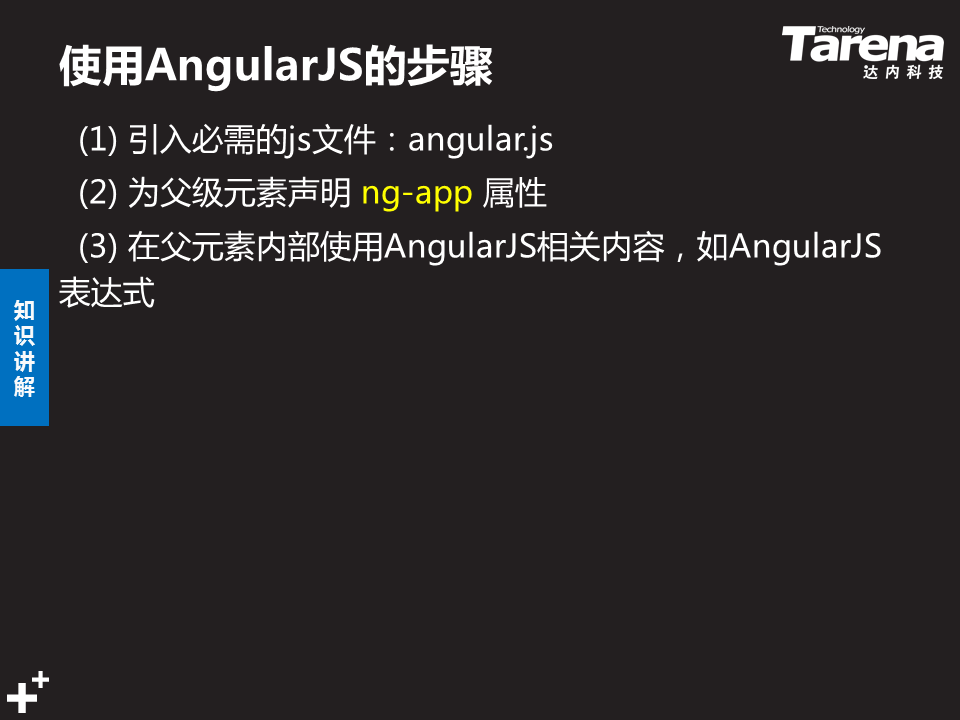 使用AngularJS的步骤
Technology
Tarena
达内科技
(1) 引入必需的js文件：angular.js
(2) 为父级元素声明 ng-app 属性
(3) 在父元素内部使用AngularJS相关内容，如AngularJS
表达式
知
识
讲
解